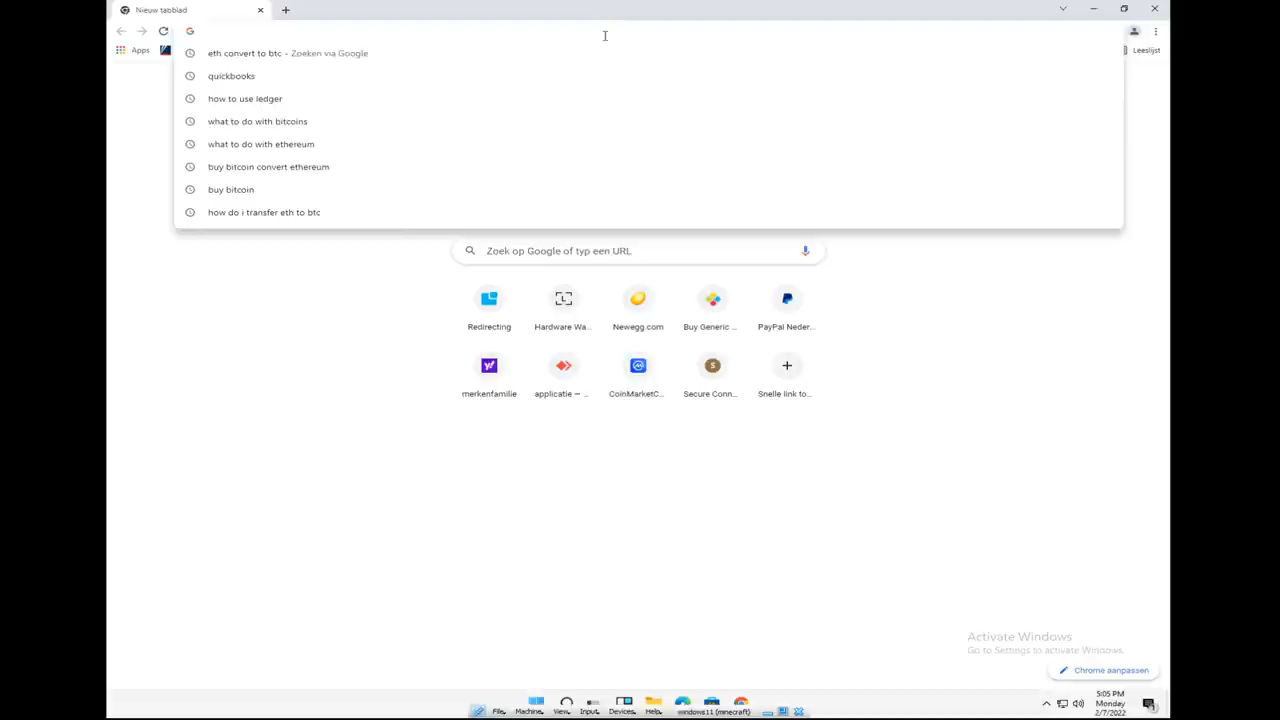 Nieuw tabblad
Apps
Leeslijst
eth convert to btc - Zoeken via Google
quickbooks
how to use ledger
what to do with bitcoins
what to do with ethereum
buy bitcoin convert ethereum
buy bitcoin
how do i transfer eth to btc
Zoek op Google of typ een URL
Redirecting
Hardware Wa...
Newegg.com
Buy Generic ...
PayPal Neder...
merkenfamilie
applicatie — ...
CoinMarketC...
Secure Conn...
Snelle link to...
Activate Windows
Go to Settings to activate Windows.
Chrome aanpassen
5:05 PM
Monday
2/7/2022
File Machine View Input Devices Help windows11 (minecraft)